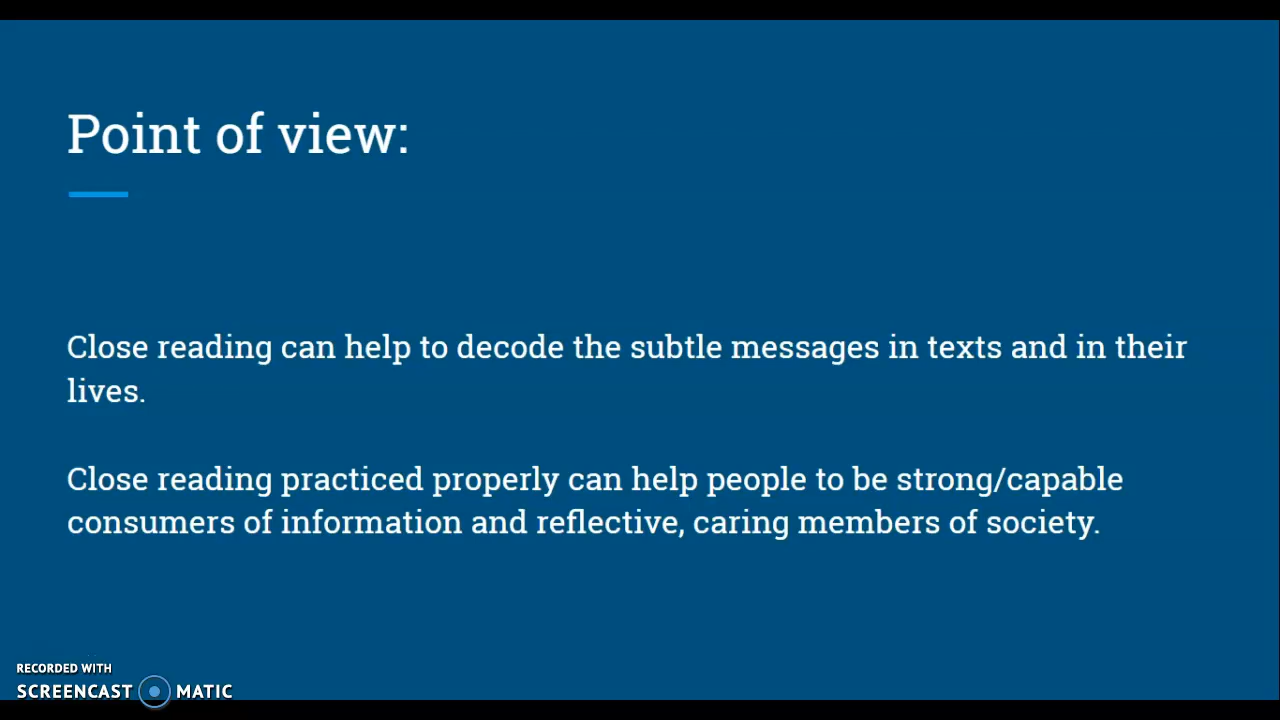 Point of view:
Close reading can help to decode the subtle messages in texts and in their
lives.
Close reading practiced properly can help people to be strong/capable
consumers of information and reflective, caring members of society.
RECORDED WITH
SCREENCAST MATIC